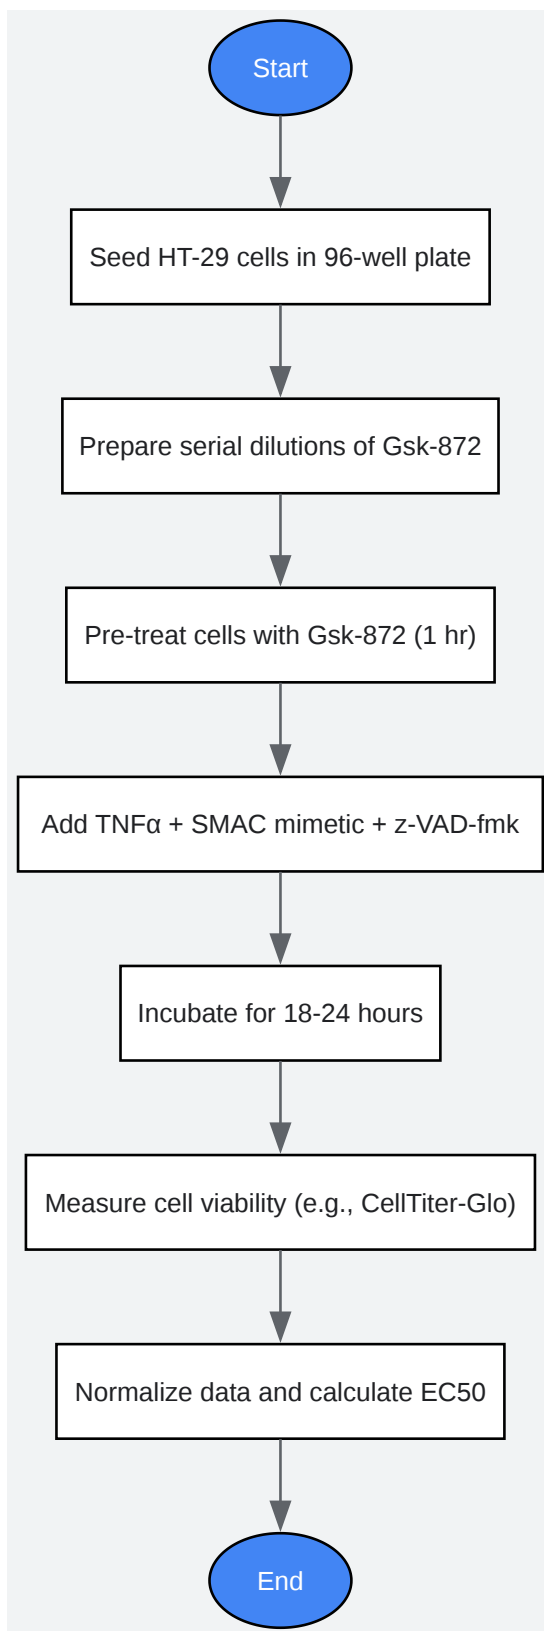 Start
Seed HT-29 cells in 96-well plate
Prepare serial dilutions of Gsk-872
Pre-treat cells with Gsk-872 (1 hr)
Add TNFα + SMAC mimetic + z-VAD-fmk
Incubate for 18-24 hours
Measure cell viability (e.g., CellTiter-Glo)
Normalize data and calculate EC50
End